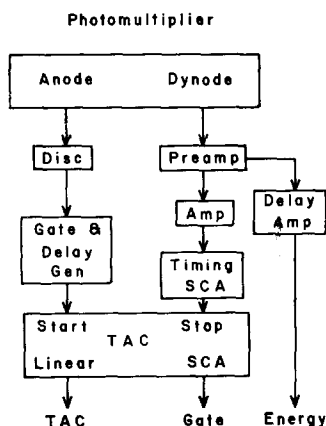 Photomultiplier
Anode Dynode
Disc Preamp
Amp
Delay
Amp
Gate &
Delay
Gen
Timing
SCA
Start Stop
TAC
Linear SCA
TAC Gate Energy